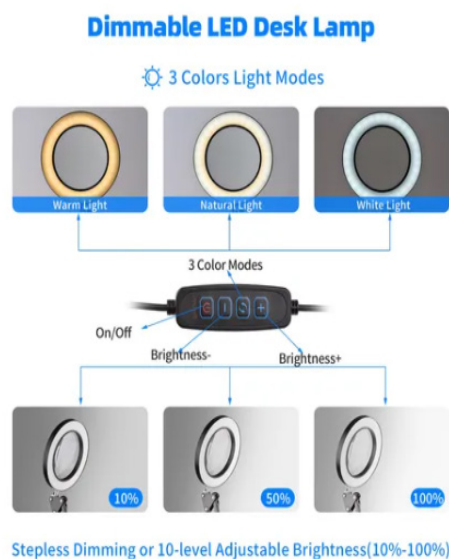 Dimmable LED Desk Lamp
3 Colors Light Modes
Warm Light
Natural Light
White Light
3 Color Modes
On/Off
Brightness-
Brightness+
10%
50%
100%
Stepless Dimming or 10-level Adjustable Brightness(10%-100%)